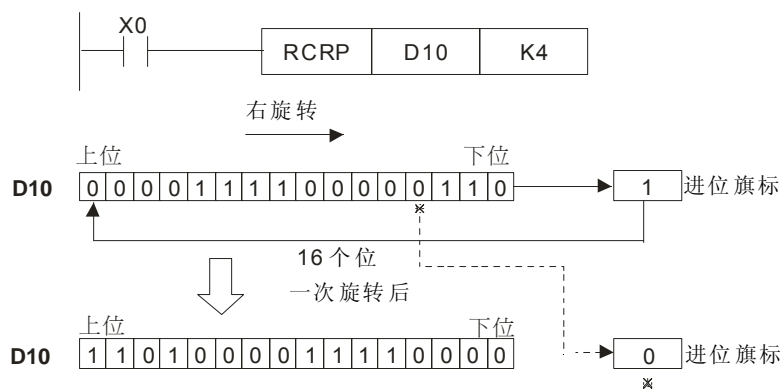 X0
RCRP D10 K4
右旋转
上位 下位
D10 0 0 0 0 1 1 1 1 0 0 0 0 0 1 1 0 1 进位旗标
16个位
一次旋转后
上位 下位
D10 1 1 0 1 0 0 0 0 1 1 1 1 0 0 0 0 0 进位旗标